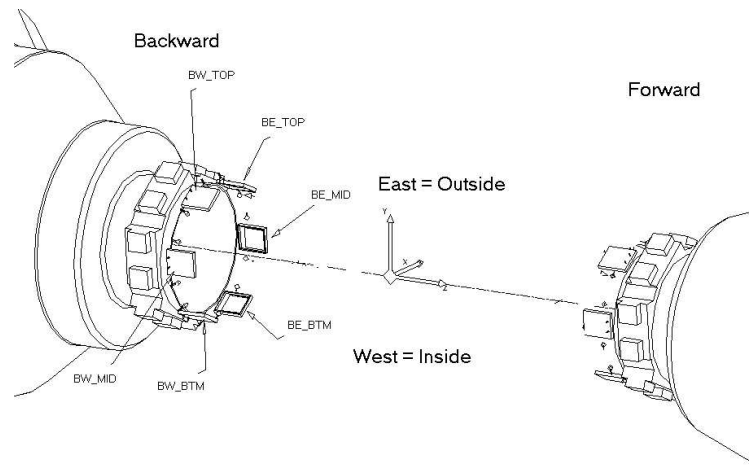 Backward
BW_TOP
Forward
BE_TOP
East = Outside
BE_MID
Y
X
Z
BE_BTM
West = Inside
BW_MID
BW_BTM